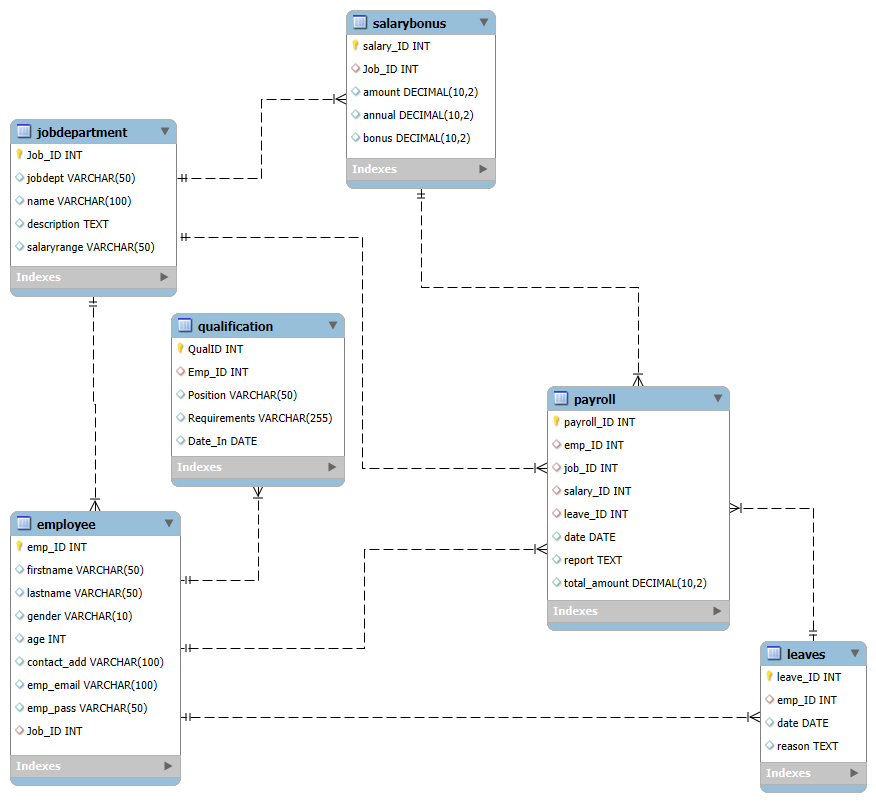 salarybonus
salary_ID INT
Job_ID INT
amount DECIMAL(10,2)
annual DECIMAL(10,2)
bonus DECIMAL(10,2)
Indexes
jobdepartment
Job_ID INT
jobdept VARCHAR(50)
name VARCHAR(100)
description TEXT
salaryrange VARCHAR(50)
Indexes
qualification
QualID INT
Emp_ID INT
Position VARCHAR(50)
Requirements VARCHAR(255)
Date_In DATE
Indexes
payroll
payroll_ID INT
emp_ID INT
job_ID INT
salary_ID INT
leave_ID INT
date DATE
report TEXT
total_amount DECIMAL(10,2)
Indexes
employee
emp_ID INT
firstname VARCHAR(50)
lastname VARCHAR(50)
gender VARCHAR(10)
age INT
contact_add VARCHAR(100)
emp_email VARCHAR(100)
emp_pass VARCHAR(50)
Job_ID INT
Indexes
leaves
leave_ID INT
emp_ID INT
date DATE
reason TEXT
Indexes